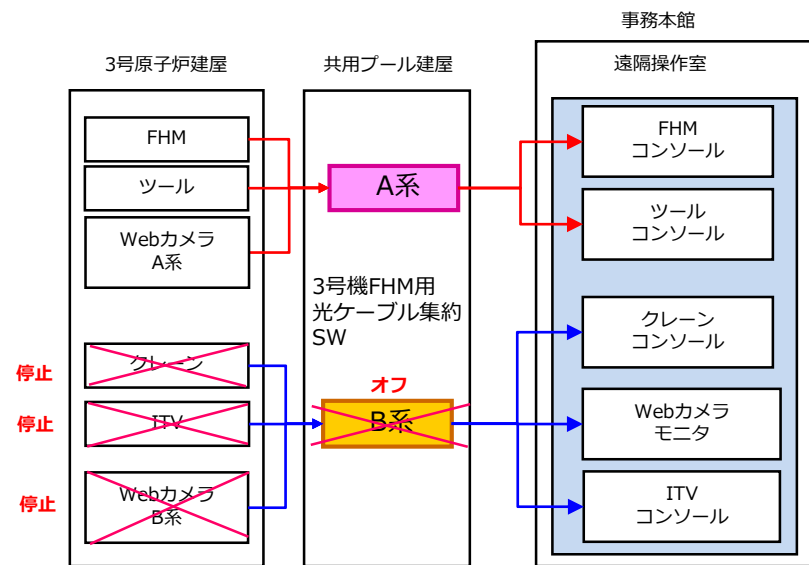 事務本館
3号原子炉建屋
共用プール建屋
遠隔操作室
FHM
ツール
Webカメラ
A系
A系
FHM
コンソール
ツール
コンソール
3号機FHM用
光ケーブル集約
SW
クレーン
コンソール
停止
クレーン
オフ
停止
ITV
B系
Webカメラ
モニタ
停止
Webカメラ
B系
ITV
コンソール